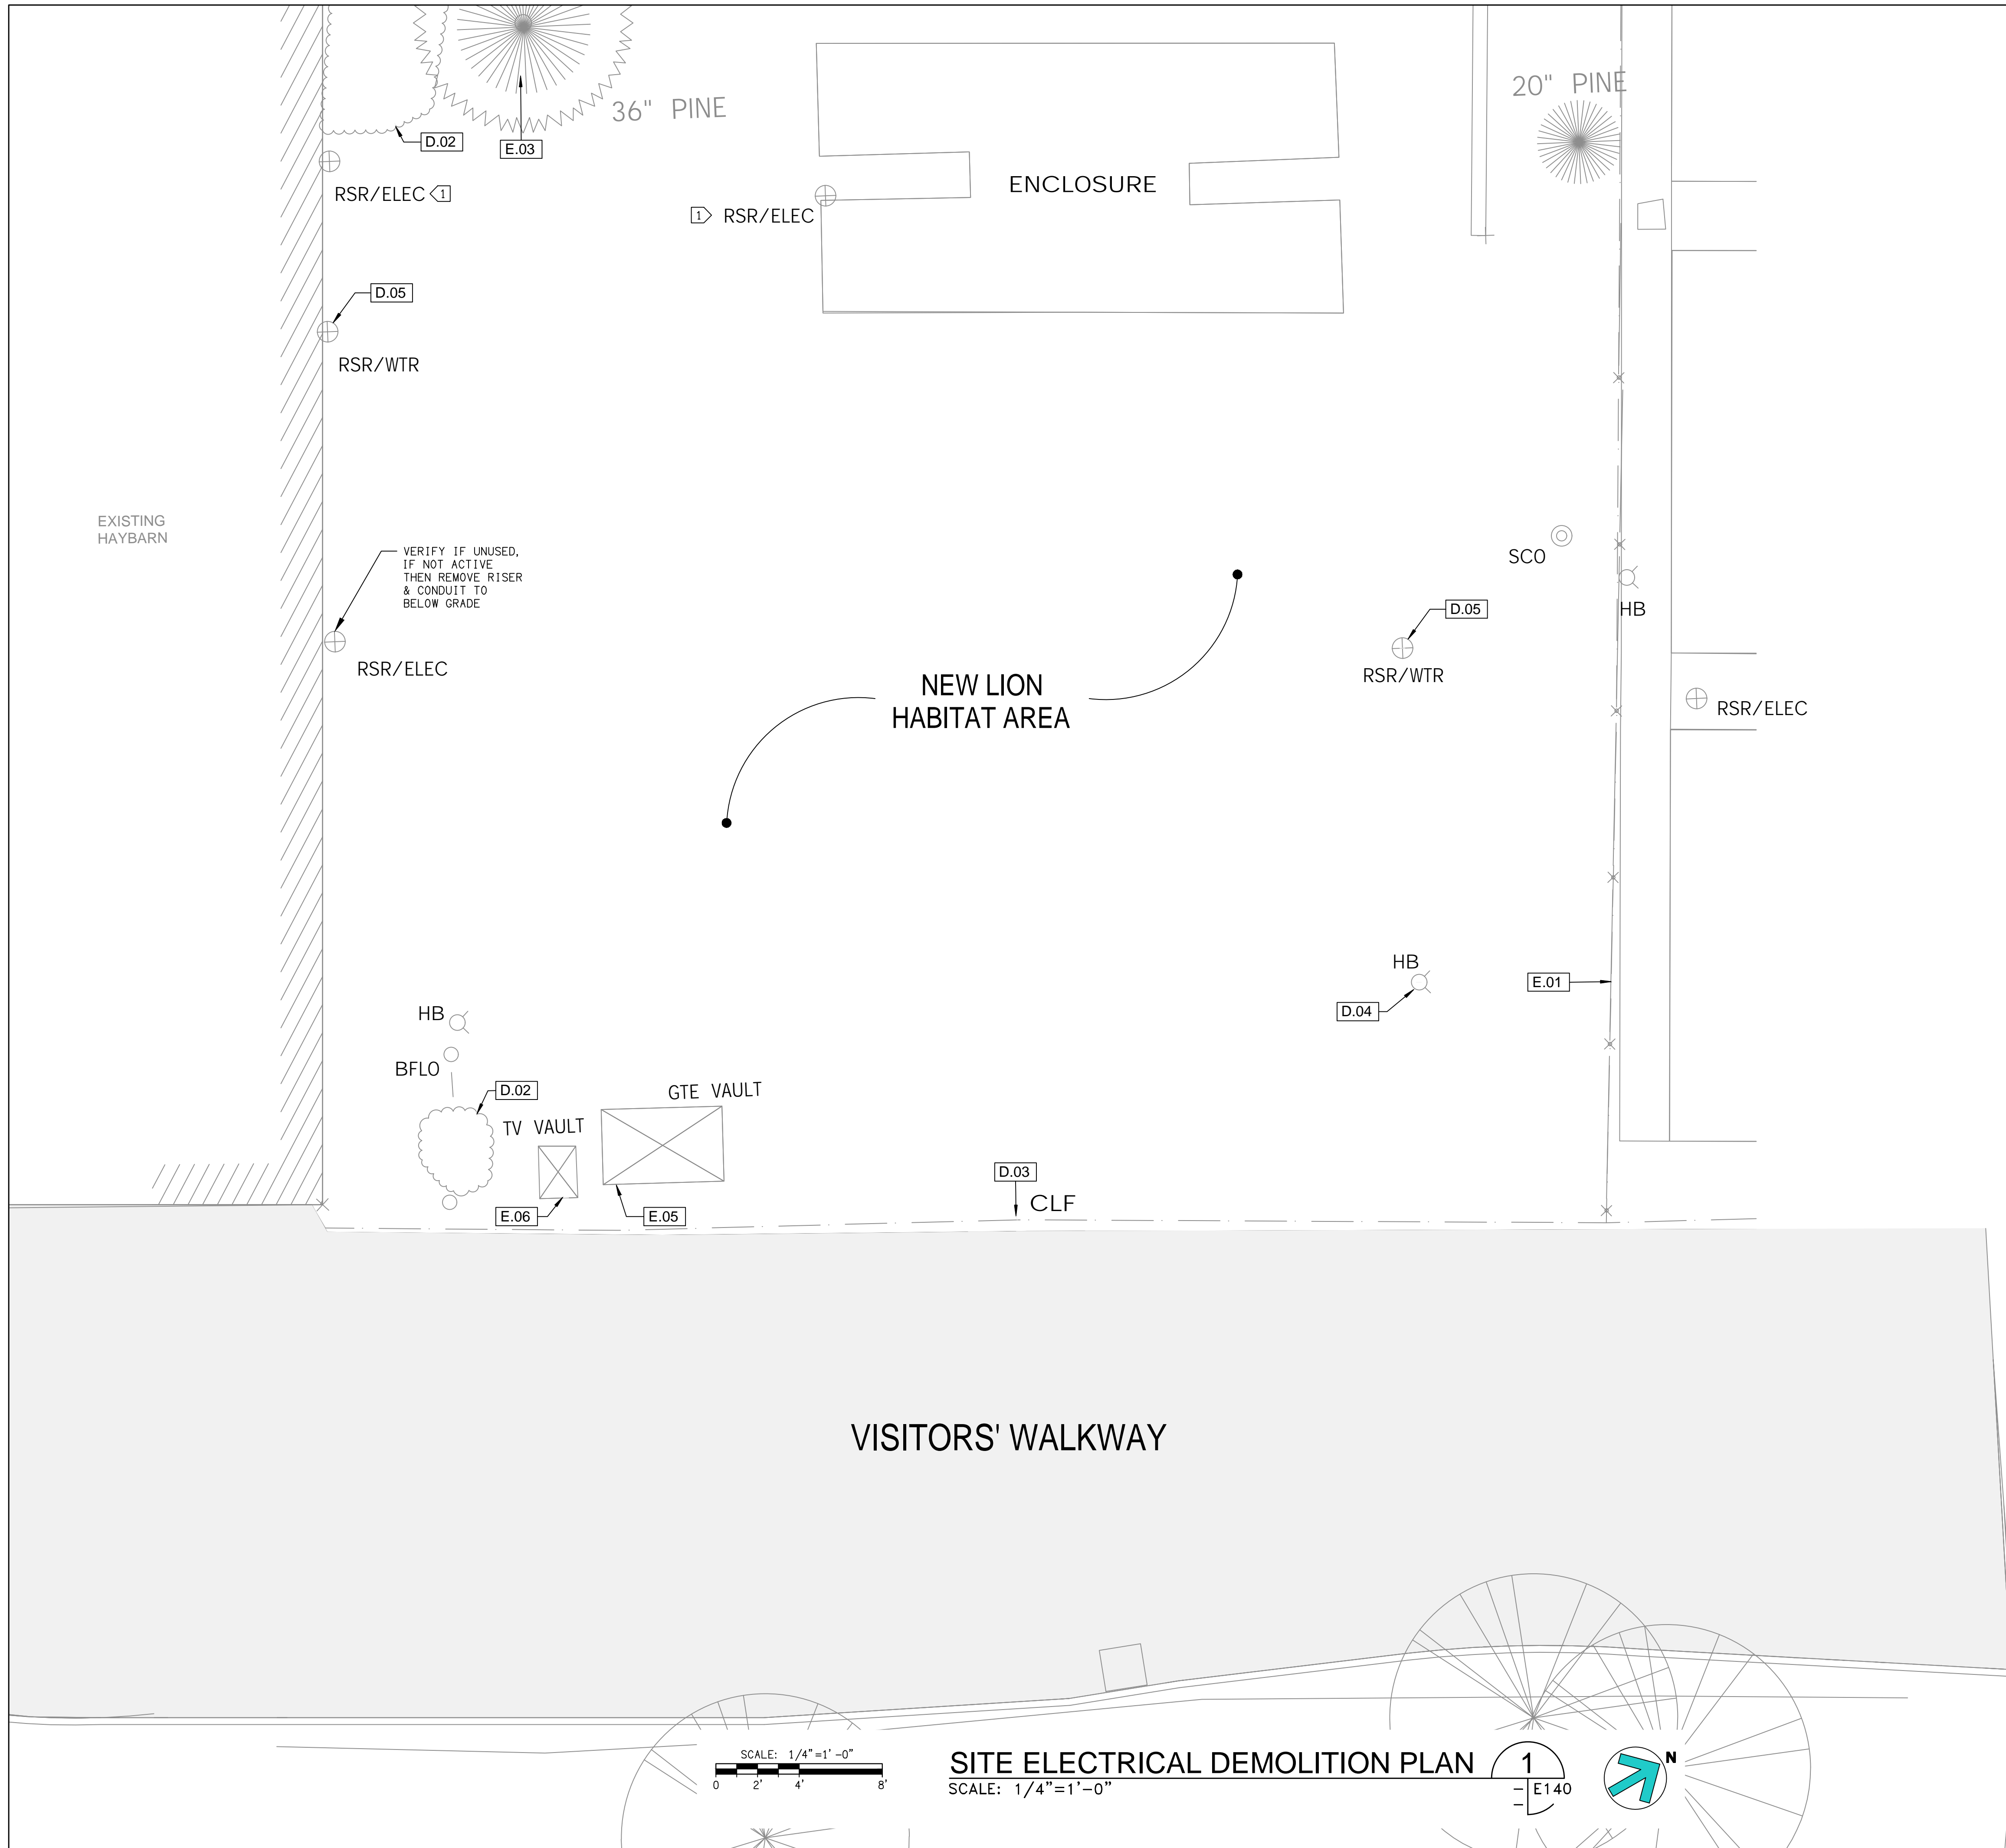 20" PINE
36" PINE
D.02
E.03
ENCLOSURE
RSR/ELEC 1
1 RSR/ELEC
D.05
RSR/WTR
EXISTING
HAYBARN
VERIFY IF UNUSED,
IF NOT ACTIVE
THEN REMOVE RISER
& CONDUIT TO
BELOW GRADE
RSR/ELEC
SCO
HB
D.05
RSR/WTR
NEW LION
HABITAT AREA
RSR/ELEC
HB
D.04
E.01
HB
BFLO
D.02
GTE VAULT
TV VAULT
E.06
E.05
D.03
CLF
VISITORS' WALKWAY
SCALE: 1/4"=1'-0"
0 2' 4' 8'
SITE ELECTRICAL DEMOLITION PLAN
SCALE: 1/4"=1'-0"
1
- E140
-
N